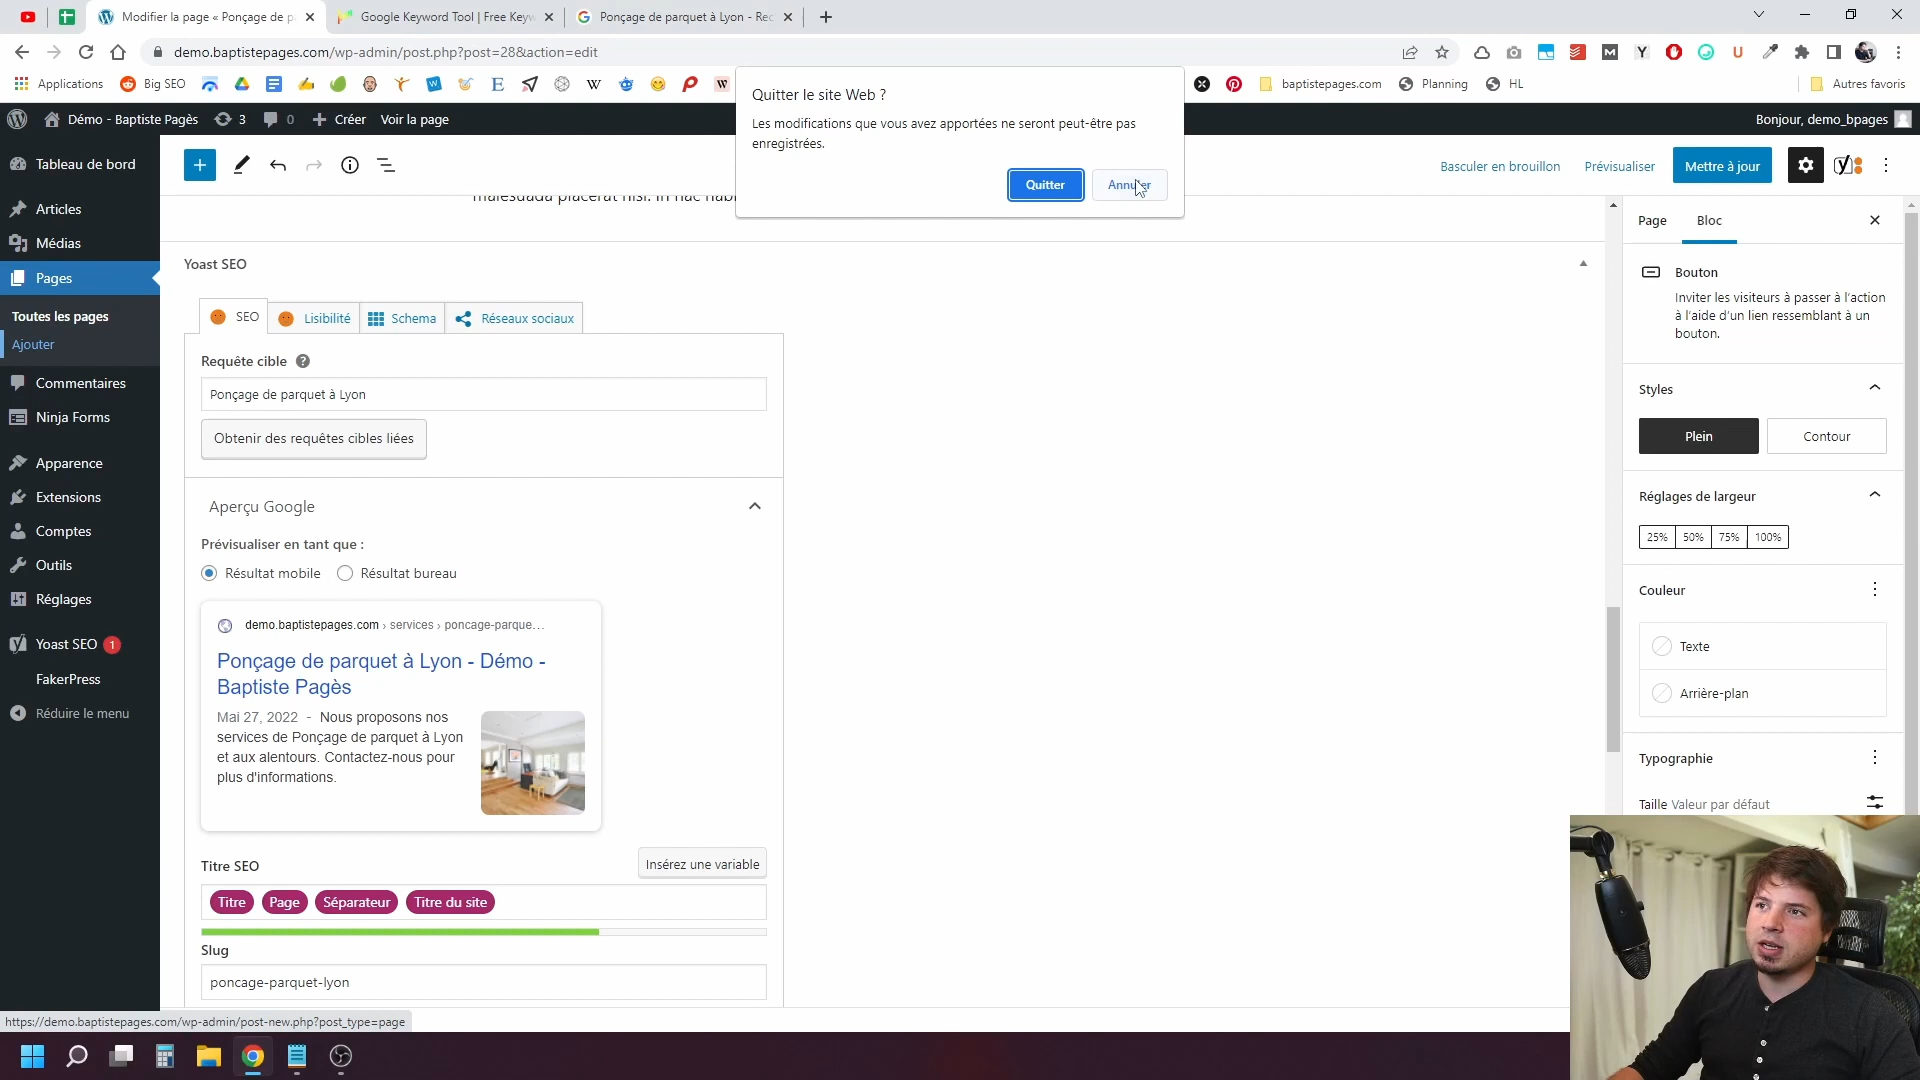 Modifier la page « Ponçage de p
Google Keyword Tool | Free Keyw
Ponçage de parquet à Lyon - Rec
demo.baptistepages.com/wp-admin/post.php?post=28&action=edit
Applications
Big SEO
baptistepages.com
Planning
HL
Autres favoris
Quitter le site Web ?
Les modifications que vous avez apportées ne seront peut-être pas
enregistrées.
Quitter
Annuler
Démo - Baptiste Pagès
3
0
Créer
Voir la page
Bonjour, demo_bpages
Tableau de bord
Articles
Médias
Pages
Toutes les pages
Ajouter
Commentaires
Ninja Forms
Apparence
Extensions
Comptes
Outils
Réglages
Yoast SEO 1
FakerPress
Réduire le menu
Basculer en brouillon
Prévisualiser
Mettre à jour
malesuada placerat nisi. In hac
Yoast SEO
SEO
Lisibilité
Schema
Réseaux sociaux
Requête cible
Ponçage de parquet à Lyon
Obtenir des requêtes cibles liées
Aperçu Google
Prévisualiser en tant que :
Résultat mobile
Résultat bureau
demo.baptistepages.com › services › poncage-parque…
Ponçage de parquet à Lyon - Démo -
Baptiste Pagès
Mai 27, 2022 - Nous proposons nos
services de Ponçage de parquet à Lyon
et aux alentours. Contactez-nous pour
plus d'informations.
Titre SEO
Insérez une variable
Titre
Page
Séparateur
Titre du site
Slug
poncage-parquet-lyon
Page
Bloc
Bouton
Inviter les visiteurs à passer à l'action
à l'aide d'un lien ressemblant à un
bouton.
Styles
Plein
Contour
Réglages de largeur
25%
50%
75%
100%
Couleur
Texte
Arrière-plan
Typographie
Taille Valeur par défaut
https://demo.baptistepages.com/wp-admin/post-new.php?post_type=page